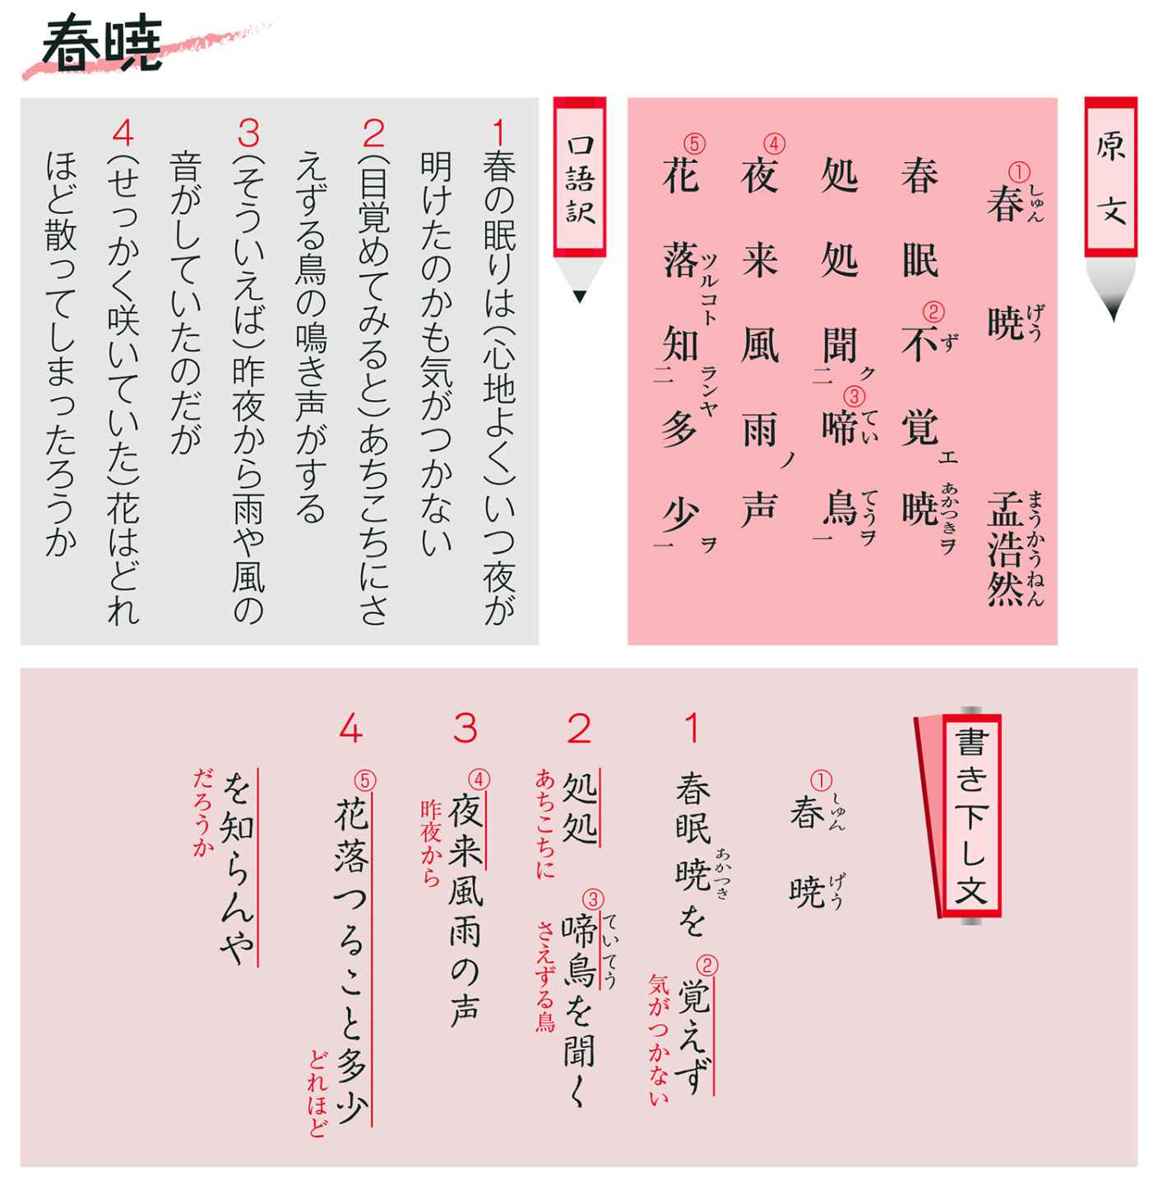 春暁
原文
①春暁 孟浩然
しゅん げう まうかうねん
春眠不覚暁
② ず エ あかつきヲ
処処聞啼鳥
ク 二 ③ てい てうヲ 一
夜来風雨声
④ ノ
花落知多少
⑤ ツルコト ランヤ 二 ヲ 一
口語訳
1 春の眠りは(心地よく)いつ夜が
明けたのかも気がつかない
2 (目覚めてみると)あちこちにさ
えずる鳥の鳴き声がする
3 (そういえば)昨夜から雨や風の
音がしていたのだが
4 (せっかく咲いていた)花はどれ
ほど散ってしまったろうか
書き下し文
①春暁
しゅん げう
1 春眠暁を②覚えず
あかつき
気がつかない
2 処処③啼鳥を聞く
ていてう
あちこちに さえずる鳥
3 ④夜来風雨の声
昨夜から
4 ⑤花落つること多少
どれほど
を知らんや
だろうか